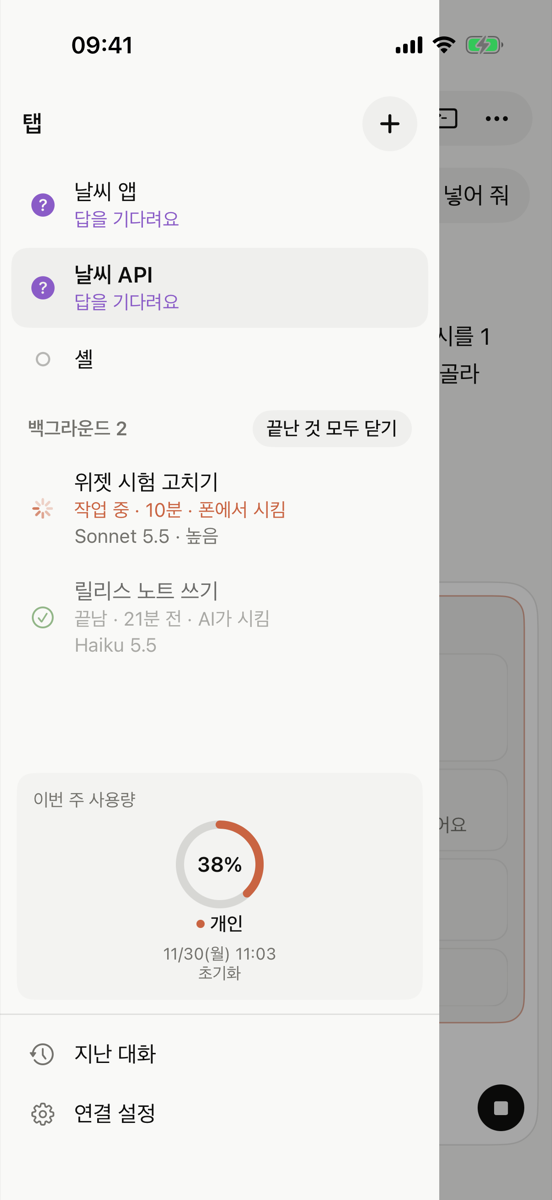 09:41
탭
넣어 줘
?
날씨 앱
답을 기다려요
?
날씨 API
답을 기다려요
시를 1
골라
셸
백그라운드 2
끝난 것 모두 닫기
위젯 시험 고치기
작업 중 · 10분 · 폰에서 시킴
Sonnet 5.5 · 높음
릴리스 노트 쓰기
끝남 · 21분 전 · AI가 시킴
Haiku 5.5
이번 주 사용량
어요
38%
개인
11/30(월) 11:03
초기화
지난 대화
연결 설정